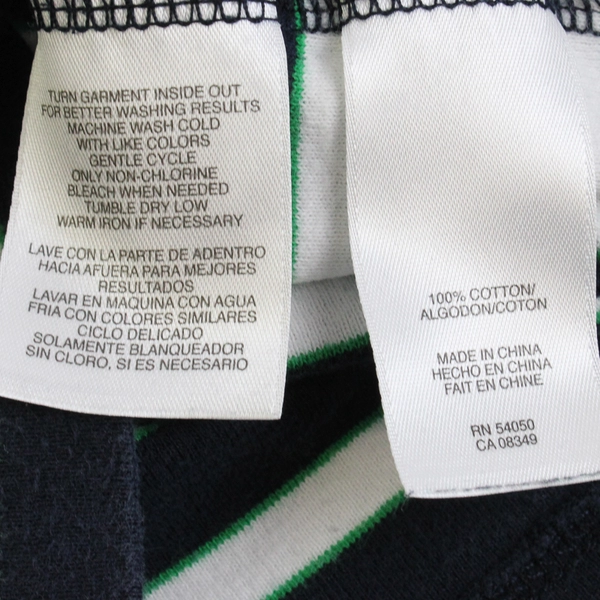 TURN GARMENT INSIDE OUT
FOR BETTER WASHING RESULTS
MACHINE WASH COLD
WITH LIKE COLORS
GENTLE CYCLE
ONLY NON-CHLORINE
BLEACH WHEN NEEDED
TUMBLE DRY LOW
WARM IRON IF NECESSARY
LAVE CON LA PARTE DE ADENTRO
HACIA AFUERA PARA MEJORES
RESULTADOS
LAVAR EN MAQUINA CON AGUA
FRIA CON COLORES SIMILARES
CICLO DELICADO
SOLAMENTE BLANQUEADOR
SIN CLORO, SI ES NECESARIO
100% COTTON/
ALGODON/COTON
MADE IN CHINA
HECHO EN CHINA
FAIT EN CHINE
RN 54050
CA 08349